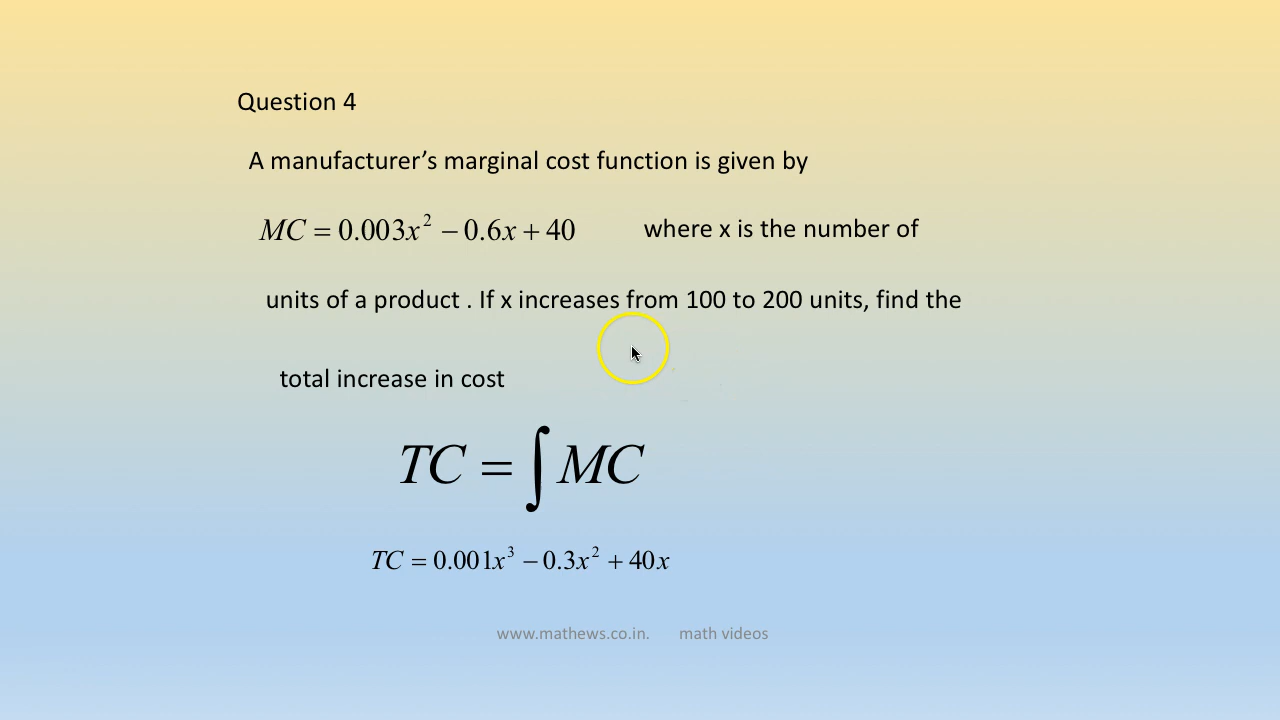 Question 4
A manufacturer’s marginal cost function is given by
MC = 0.003x² − 0.6x + 40 where x is the number of
units of a product . If x increases from 100 to 200 units, find the
total increase in cost
TC = ∫ MC
TC = 0.001x³ − 0.3x² + 40x
www.mathews.co.in. math videos